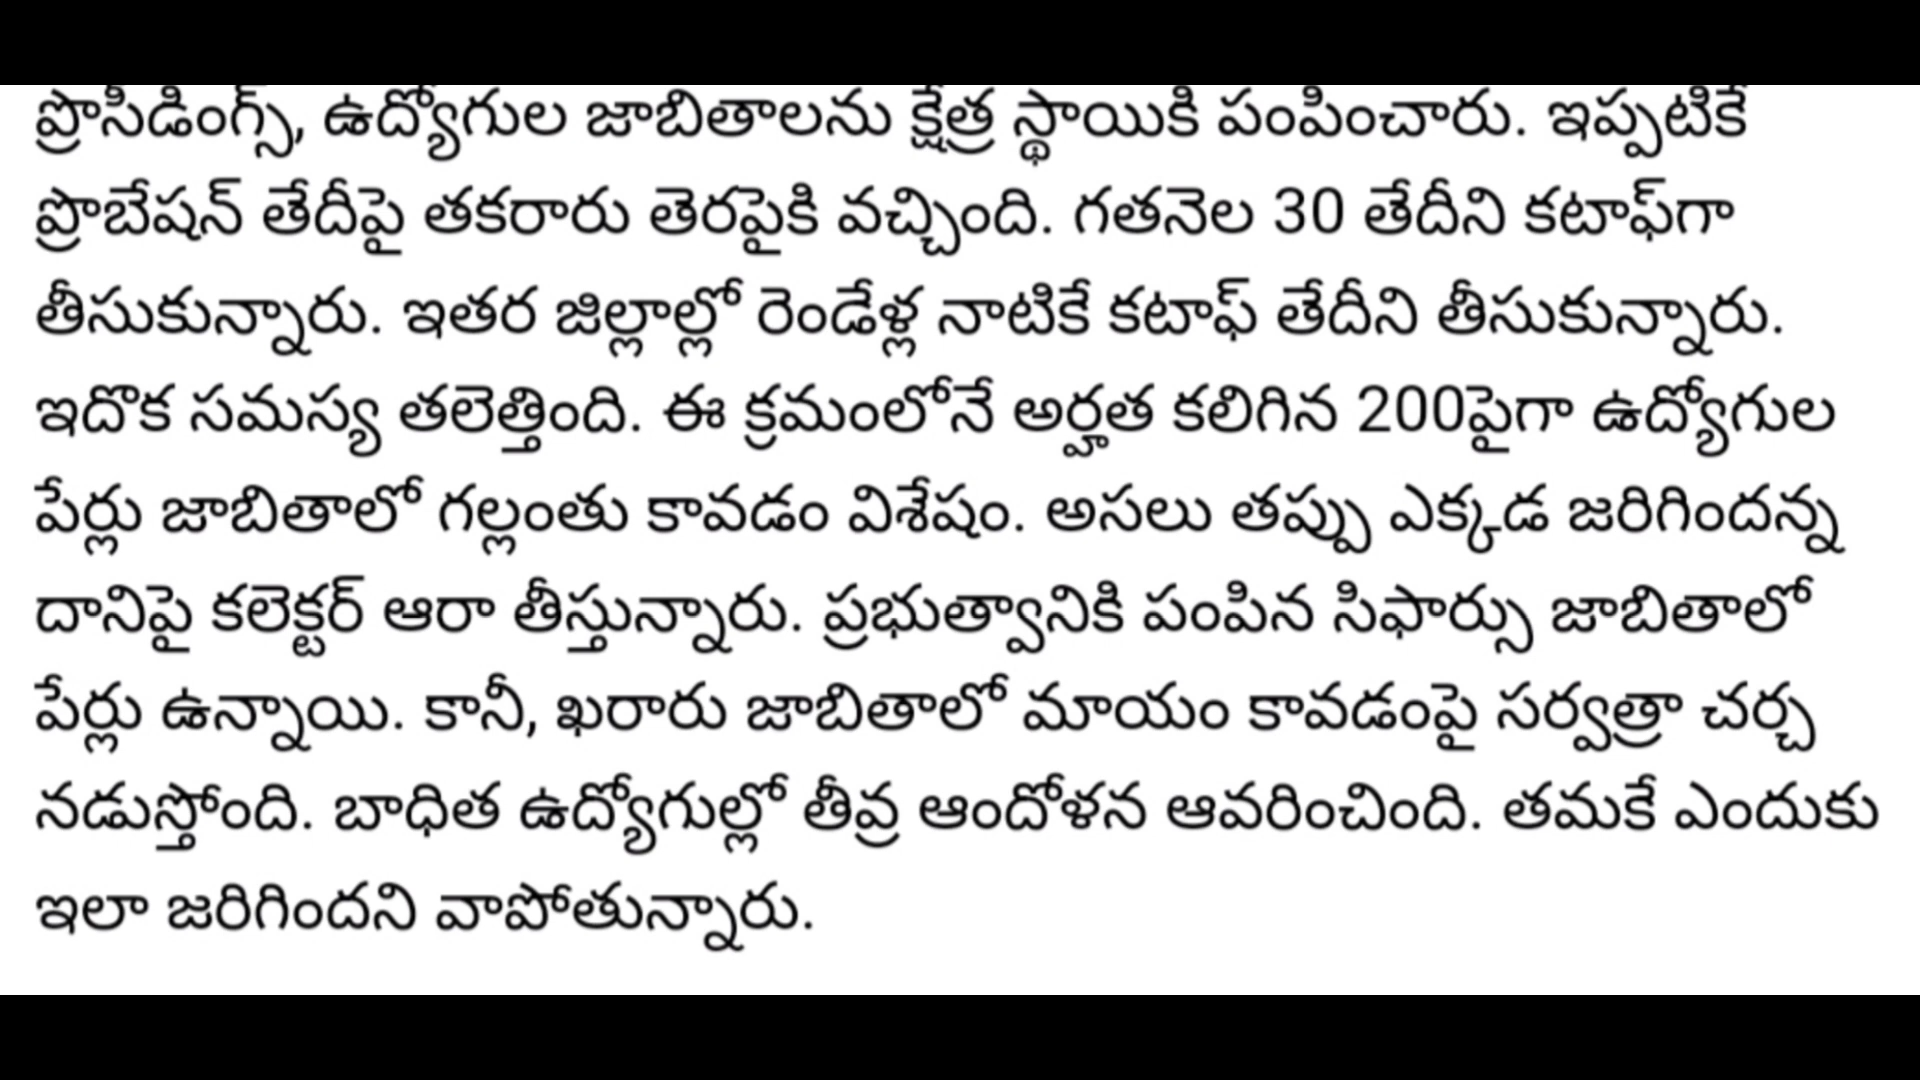 ప్రొసీడింగ్స్, ఉద్యోగుల జాబితాలను క్షేత్ర స్థాయికి పంపించారు. ఇప్పటికే
ప్రొబేషన్ తేదీపై తకరారు తెరపైకి వచ్చింది. గతనెల 30 తేదీని కటాఫ్‌గా
తీసుకున్నారు. ఇతర జిల్లాల్లో రెండేళ్ల నాటికే కటాఫ్ తేదీని తీసుకున్నారు.
ఇదొక సమస్య తలెత్తింది. ఈ క్రమంలోనే అర్హత కలిగిన 200పైగా ఉద్యోగుల
పేర్లు జాబితాలో గల్లంతు కావడం విశేషం. అసలు తప్పు ఎక్కడ జరిగిందన్న
దానిపై కలెక్టర్ ఆరా తీస్తున్నారు. ప్రభుత్వానికి పంపిన సిఫార్సు జాబితాలో
పేర్లు ఉన్నాయి. కానీ, ఖరారు జాబితాలో మాయం కావడంపై సర్వత్రా చర్చ
నడుస్తోంది. బాధిత ఉద్యోగుల్లో తీవ్ర ఆందోళన ఆవరించింది. తమకే ఎందుకు
ఇలా జరిగిందని వాపోతున్నారు.